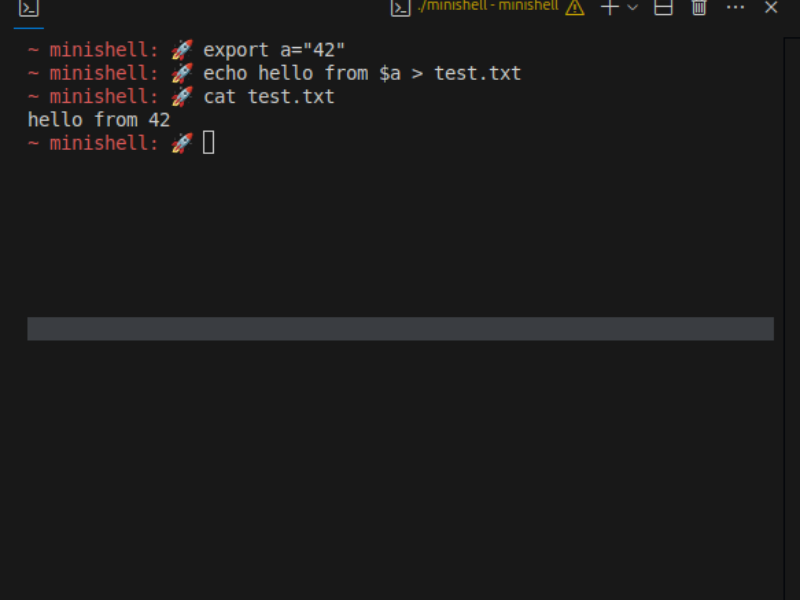 ./minishell - minishell
~ minishell: 🚀 export a="42"
~ minishell: 🚀 echo hello from $a > test.txt
~ minishell: 🚀 cat test.txt
hello from 42
~ minishell: 🚀